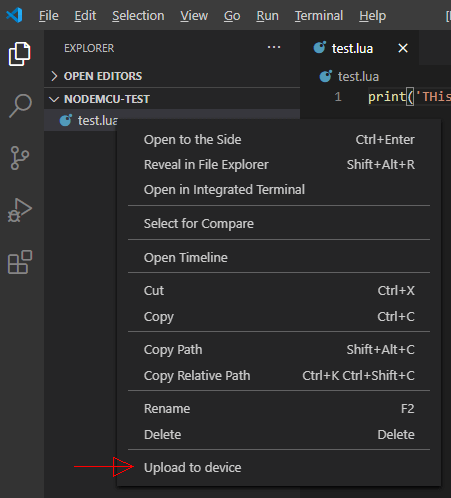 File Edit Selection View Go Run Terminal Help
EXPLORER
test.lua
OPEN EDITORS
test.lua
NODEMCU-TEST
1 print('THis
test.lua
Open to the Side Ctrl+Enter
Reveal in File Explorer Shift+Alt+R
Open in Integrated Terminal
Select for Compare
Open Timeline
Cut Ctrl+X
Copy Ctrl+C
Copy Path Shift+Alt+C
Copy Relative Path Ctrl+K Ctrl+Shift+C
Rename F2
Delete Delete
Upload to device